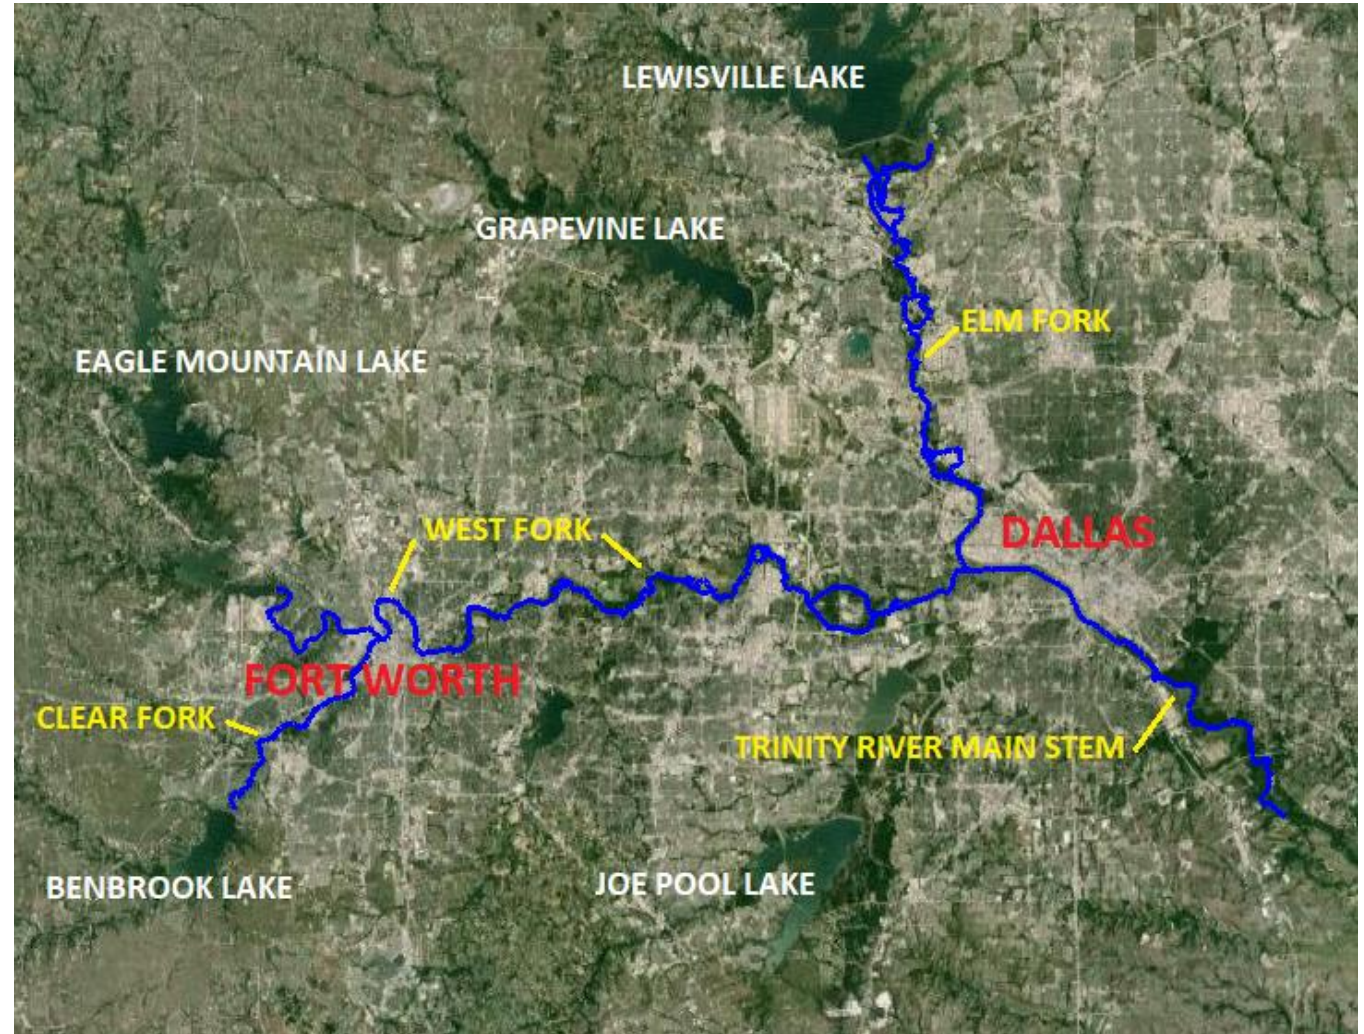 LEWISVILLE LAKE
GRAPEVINE LAKE
ELM FORK
EAGLE MOUNTAIN LAKE
WEST FORK
DALLAS
FORT WORTH
CLEAR FORK
TRINITY RIVER MAIN STEM
JOE POOL LAKE
BENBROOK LAKE